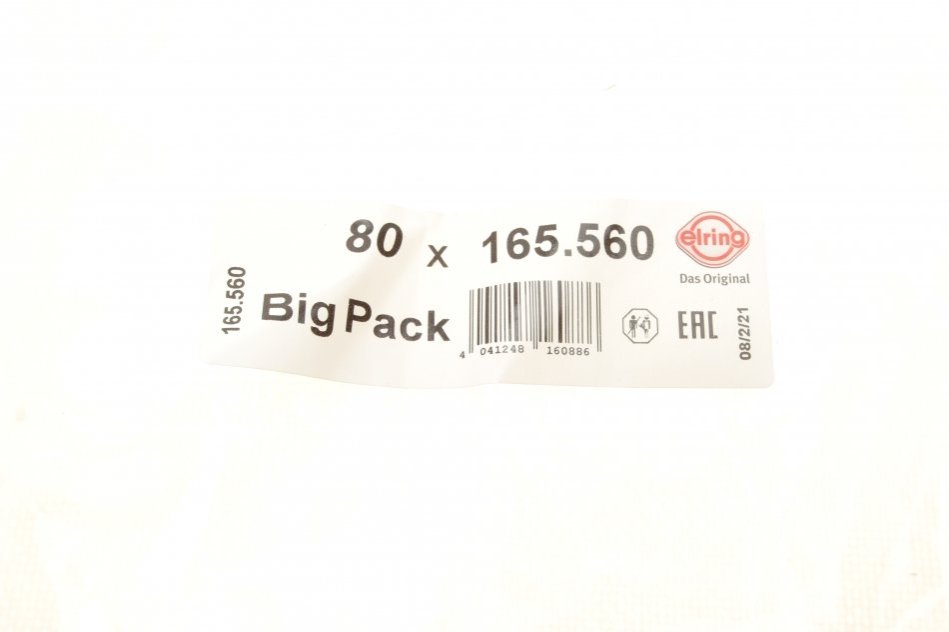 80 x 165.560
elring
Das Original
165.560
Big Pack
4 041248 160886
EAC
08/2/21